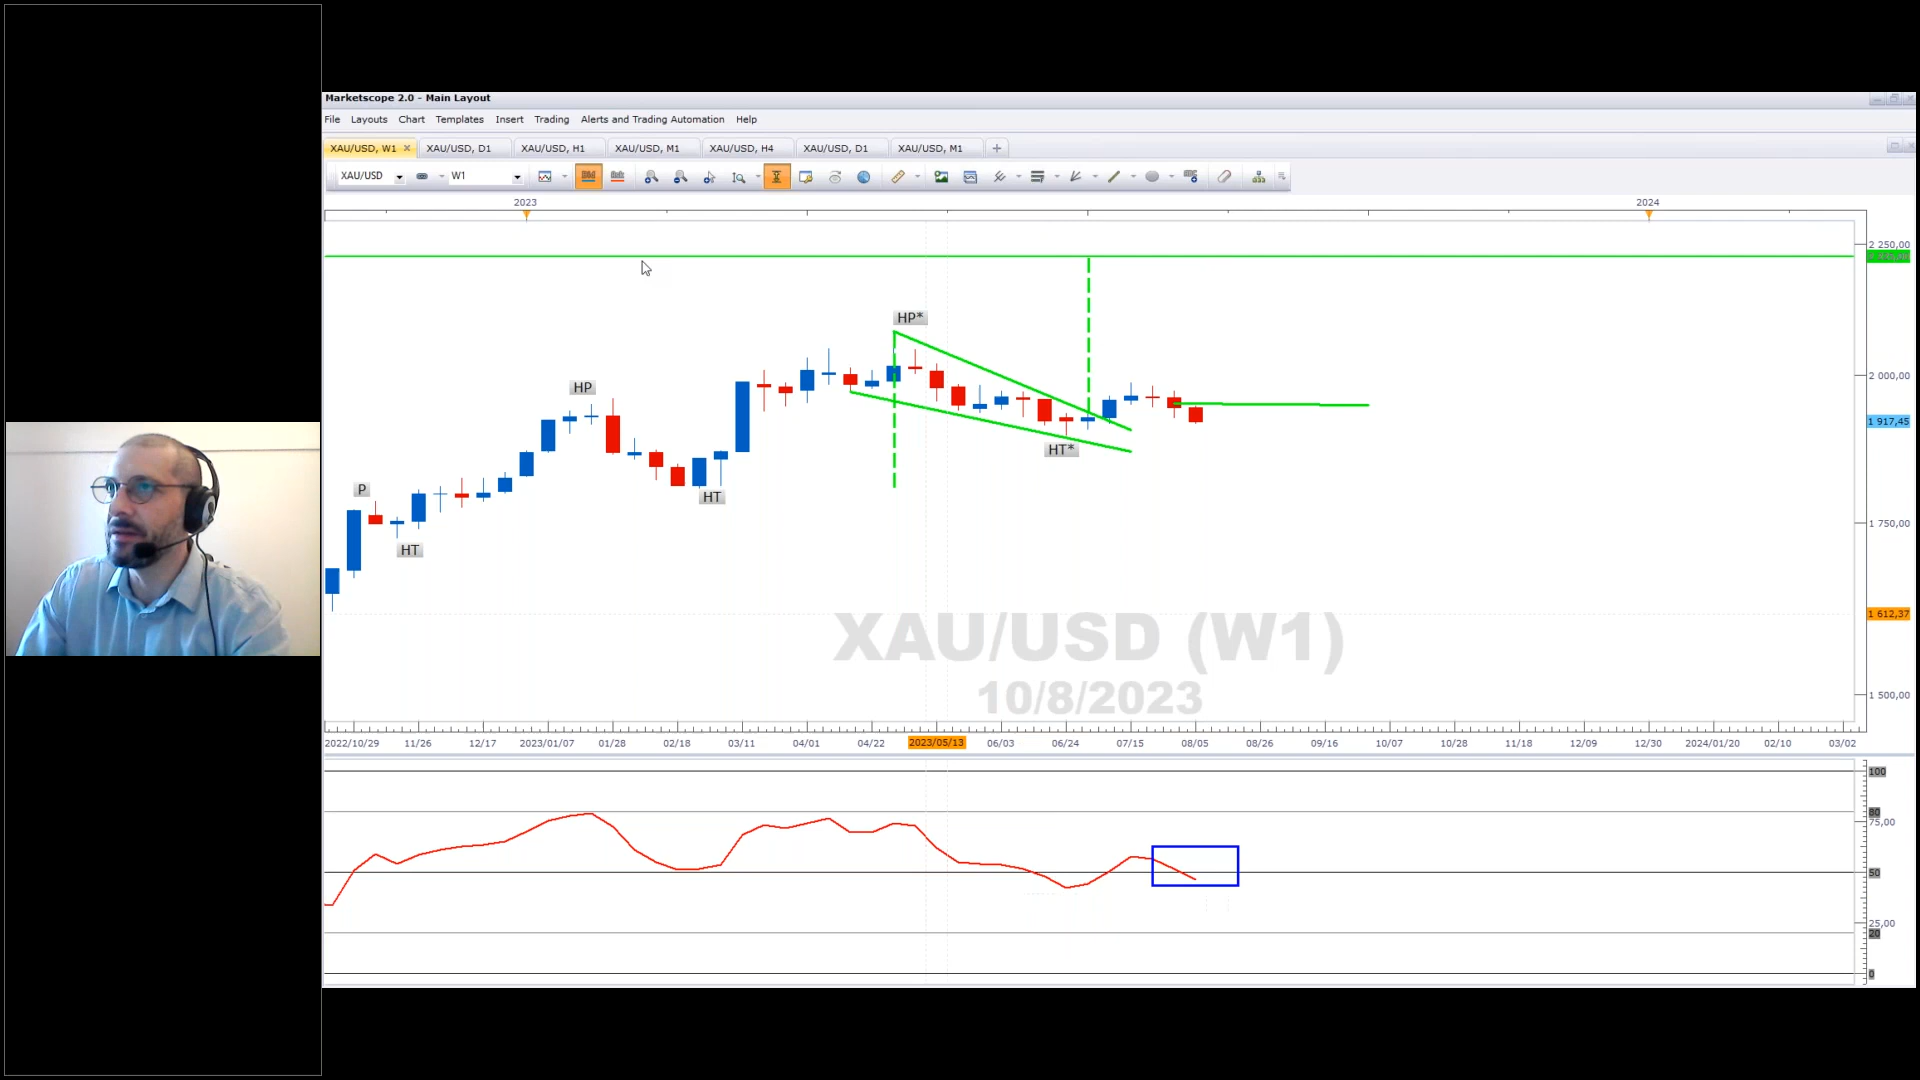 Marketscope 2.0 - Main Layout
File Layouts Chart Templates Insert Trading Alerts and Trading Automation Help
XAU/USD, W1 XAU/USD, D1 XAU/USD, H1 XAU/USD, M1 XAU/USD, H4 XAU/USD, D1 XAU/USD, M1
XAU/USD W1
2023 2024
2 250,00
HP*
2 000,00
HP
1 917,45
HT*
P
HT
1 750,00
HT
1 612,37
XAU/USD (W1)
10/8/2023
1 500,00
2022/10/29 11/26 12/17 2023/01/07 01/28 02/18 03/11 04/01 04/22 2023/05/13 06/03 06/24 07/15 08/05 08/26 09/16 10/07 10/28 11/18 12/09 12/30 2024/01/20 02/10 03/02
100
80
75,00
50
25,00
20
0